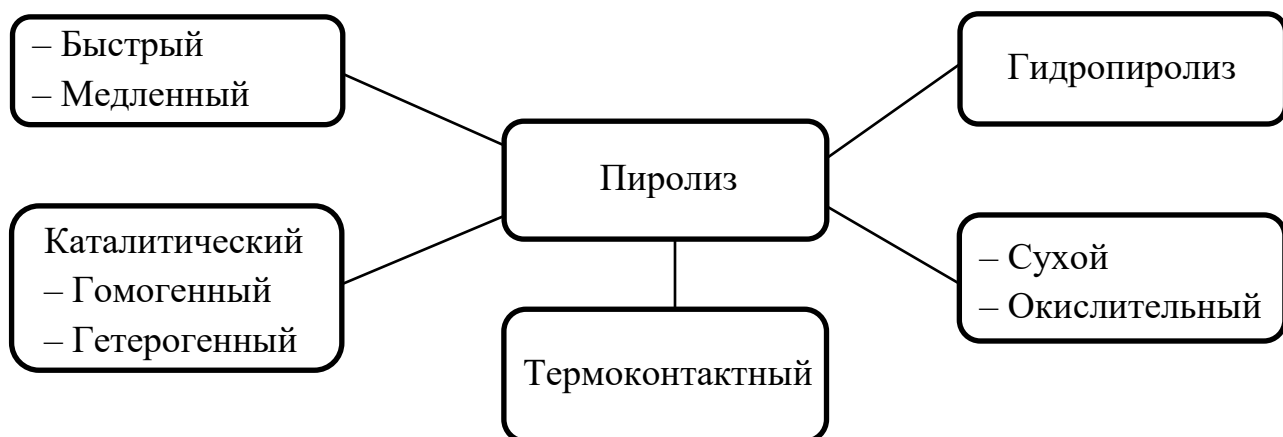 – Быстрый
– Медленный
Гидропиролиз
Пиролиз
Каталитический
– Гомогенный
– Гетерогенный
– Сухой
– Окислительный
Термоконтактный